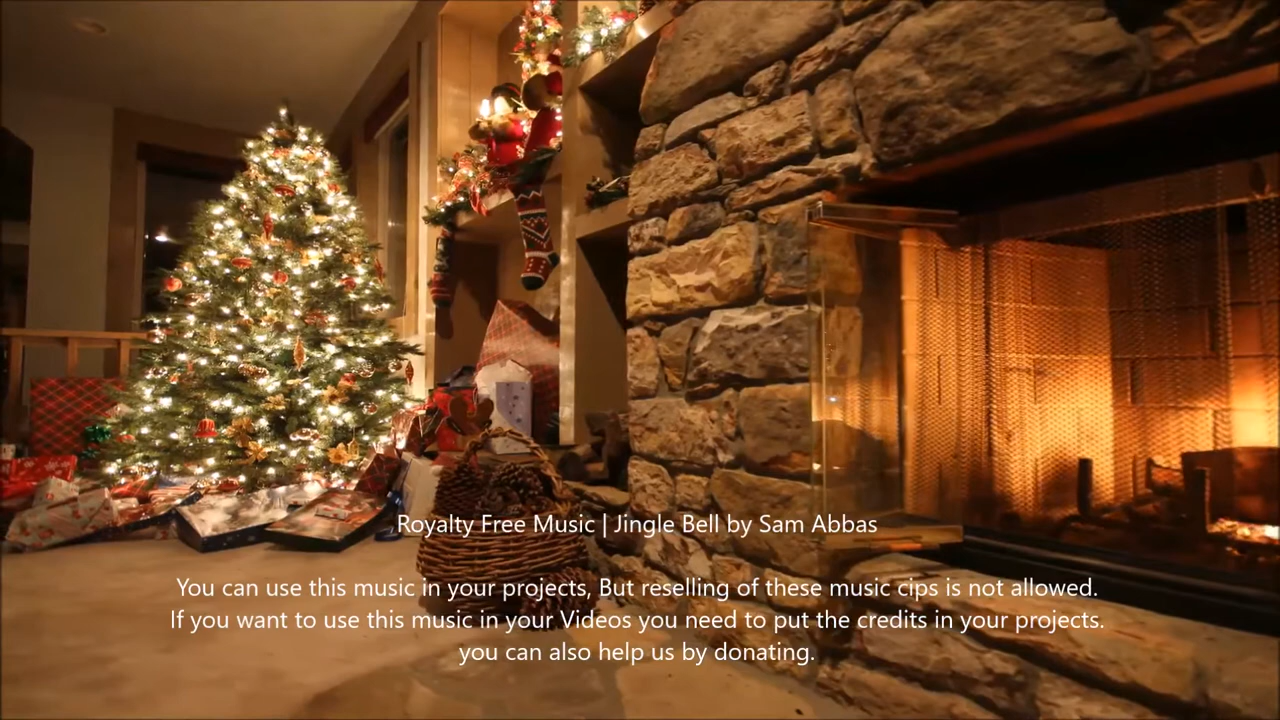 Royalty Free Music | Jingle Bell by Sam Abbas
You can use this music in your projects, But reselling of these music cips is not allowed.
If you want to use this music in your Videos you need to put the credits in your projects.
you can also help us by donating.